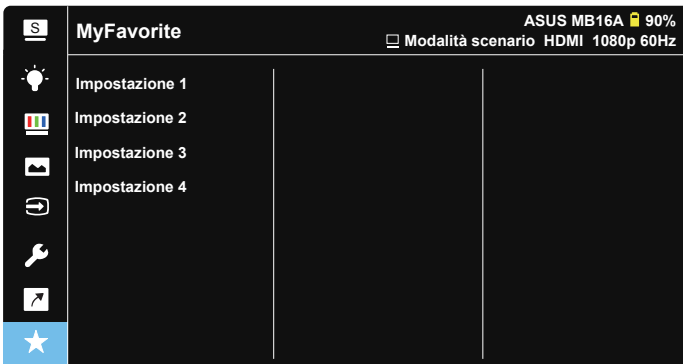 S
MyFavorite
ASUS MB16A 90%
Modalità scenario HDMI 1080p 60Hz
Impostazione 1
Impostazione 2
Impostazione 3
Impostazione 4